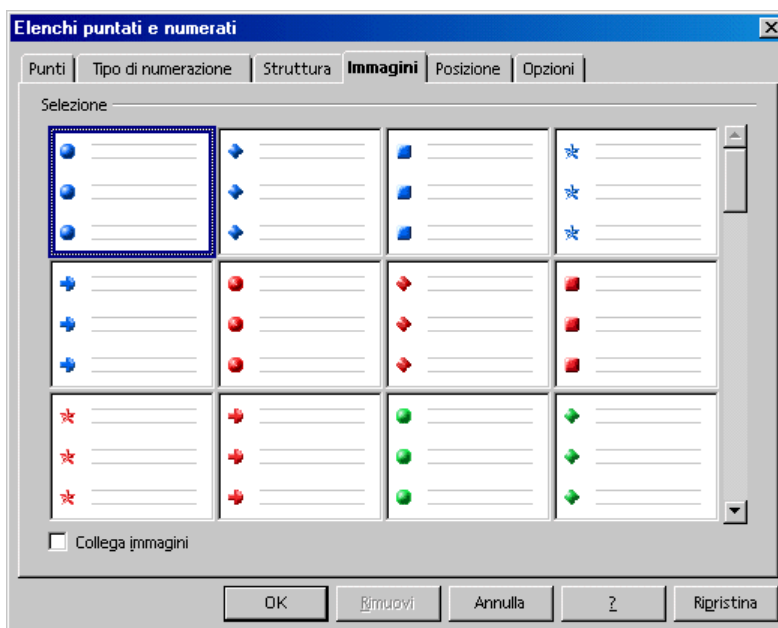 Elenchi puntati e numerati
Punti Tipo di numerazione Struttura Immagini Posizione Opzioni
Selezione
Collega immagini
OK Rimuovi Annulla ? Ripristina